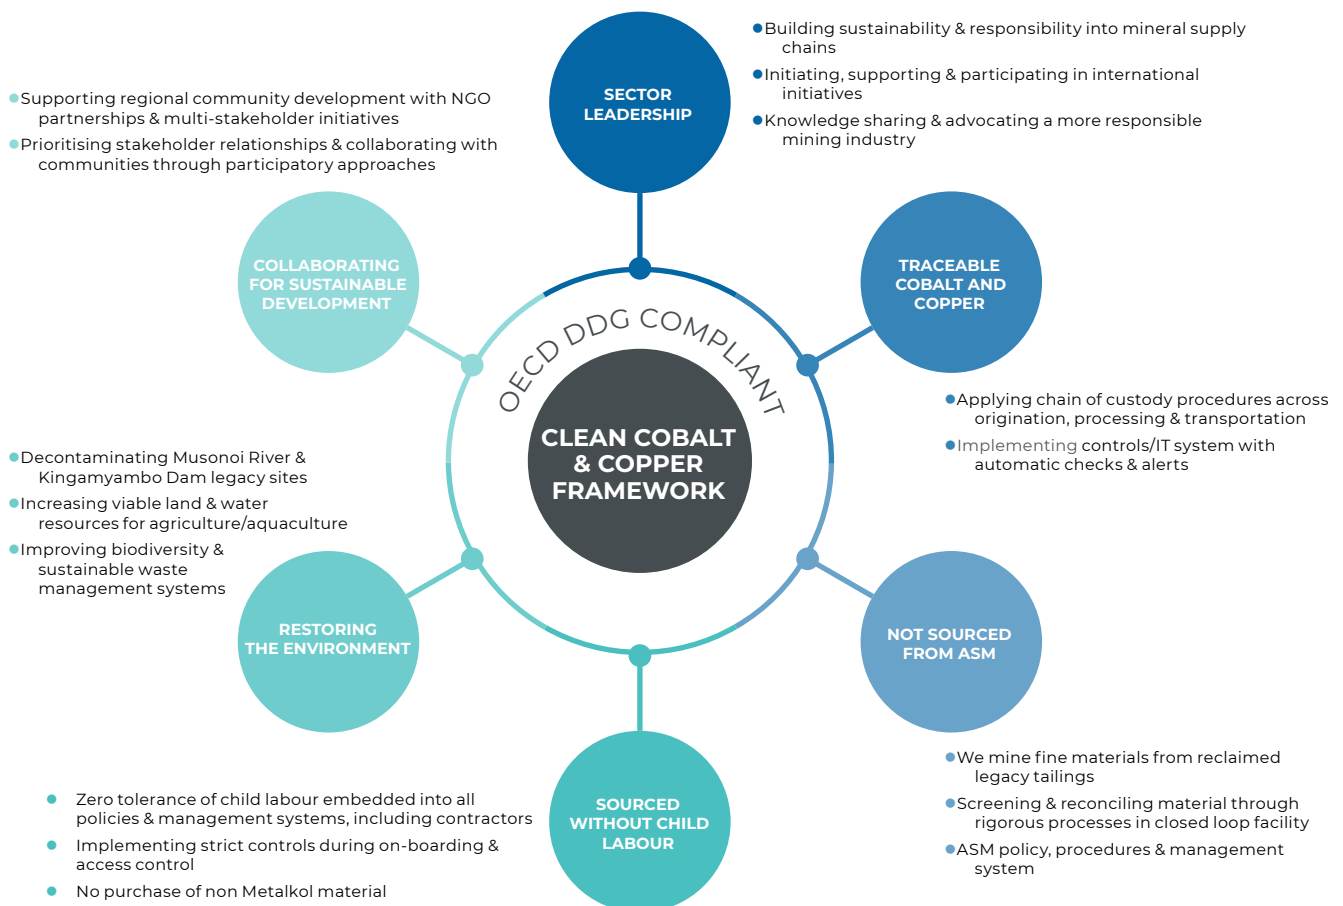 SECTOR
LEADERSHIP
Building sustainability & responsibility into mineral supply
chains
Initiating, supporting & participating in international
initiatives
Knowledge sharing & advocating a more responsible
mining industry
Supporting regional community development with NGO
partnerships & multi-stakeholder initiatives
Prioritising stakeholder relationships & collaborating with
communities through participatory approaches
COLLABORATING
FOR SUSTAINABLE
DEVELOPMENT
TRACEABLE
COBALT AND
COPPER
Applying chain of custody procedures across
origination, processing & transportation
Implementing controls/IT system with
automatic checks & alerts
OECD DDG COMPLIANT
CLEAN COBALT
& COPPER
FRAMEWORK
Decontaminating Musonoi River &
Kingamyambo Dam legacy sites
Increasing viable land & water
resources for agriculture/aquaculture
Improving biodiversity &
sustainable waste
management systems
RESTORING
THE ENVIRONMENT
NOT SOURCED
FROM ASM
We mine fine materials from reclaimed
legacy tailings
Screening & reconciling material through
rigorous processes in closed loop facility
ASM policy, procedures & management
system
SOURCED
WITHOUT CHILD
LABOUR
Zero tolerance of child labour embedded into all
policies & management systems, including contractors
Implementing strict controls during on-boarding &
access control
No purchase of non Metalkol material